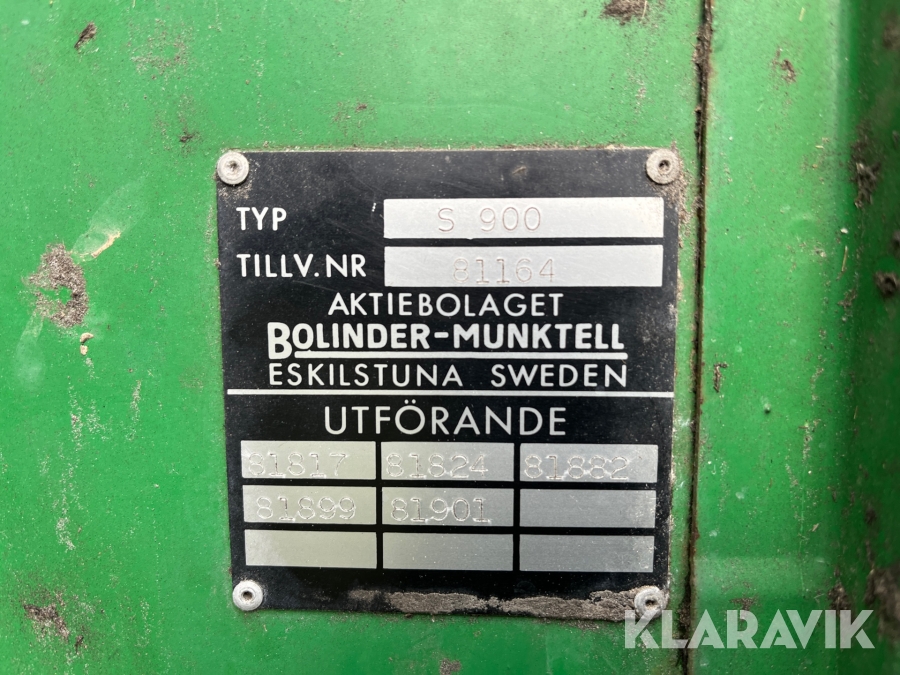 TYP S 900
TILLV.NR 81164
AKTIEBOLAGET
BOLINDER-MUNKTELL
ESKILSTUNA SWEDEN
UTFÖRANDE
81817 81824 81882
81899 81901
KLARAVIK